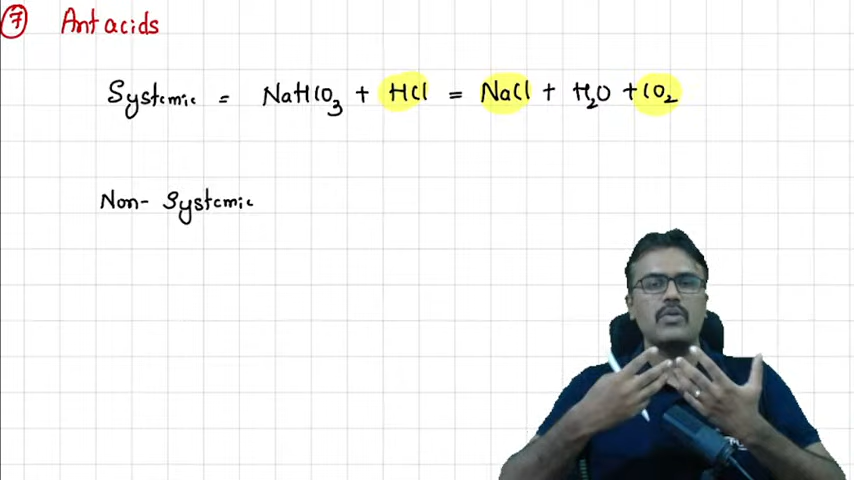 ⑦ Antacids
Systemic = NaHCO₃ + HCl = NaCl + H₂O + CO₂
Non- Systemic